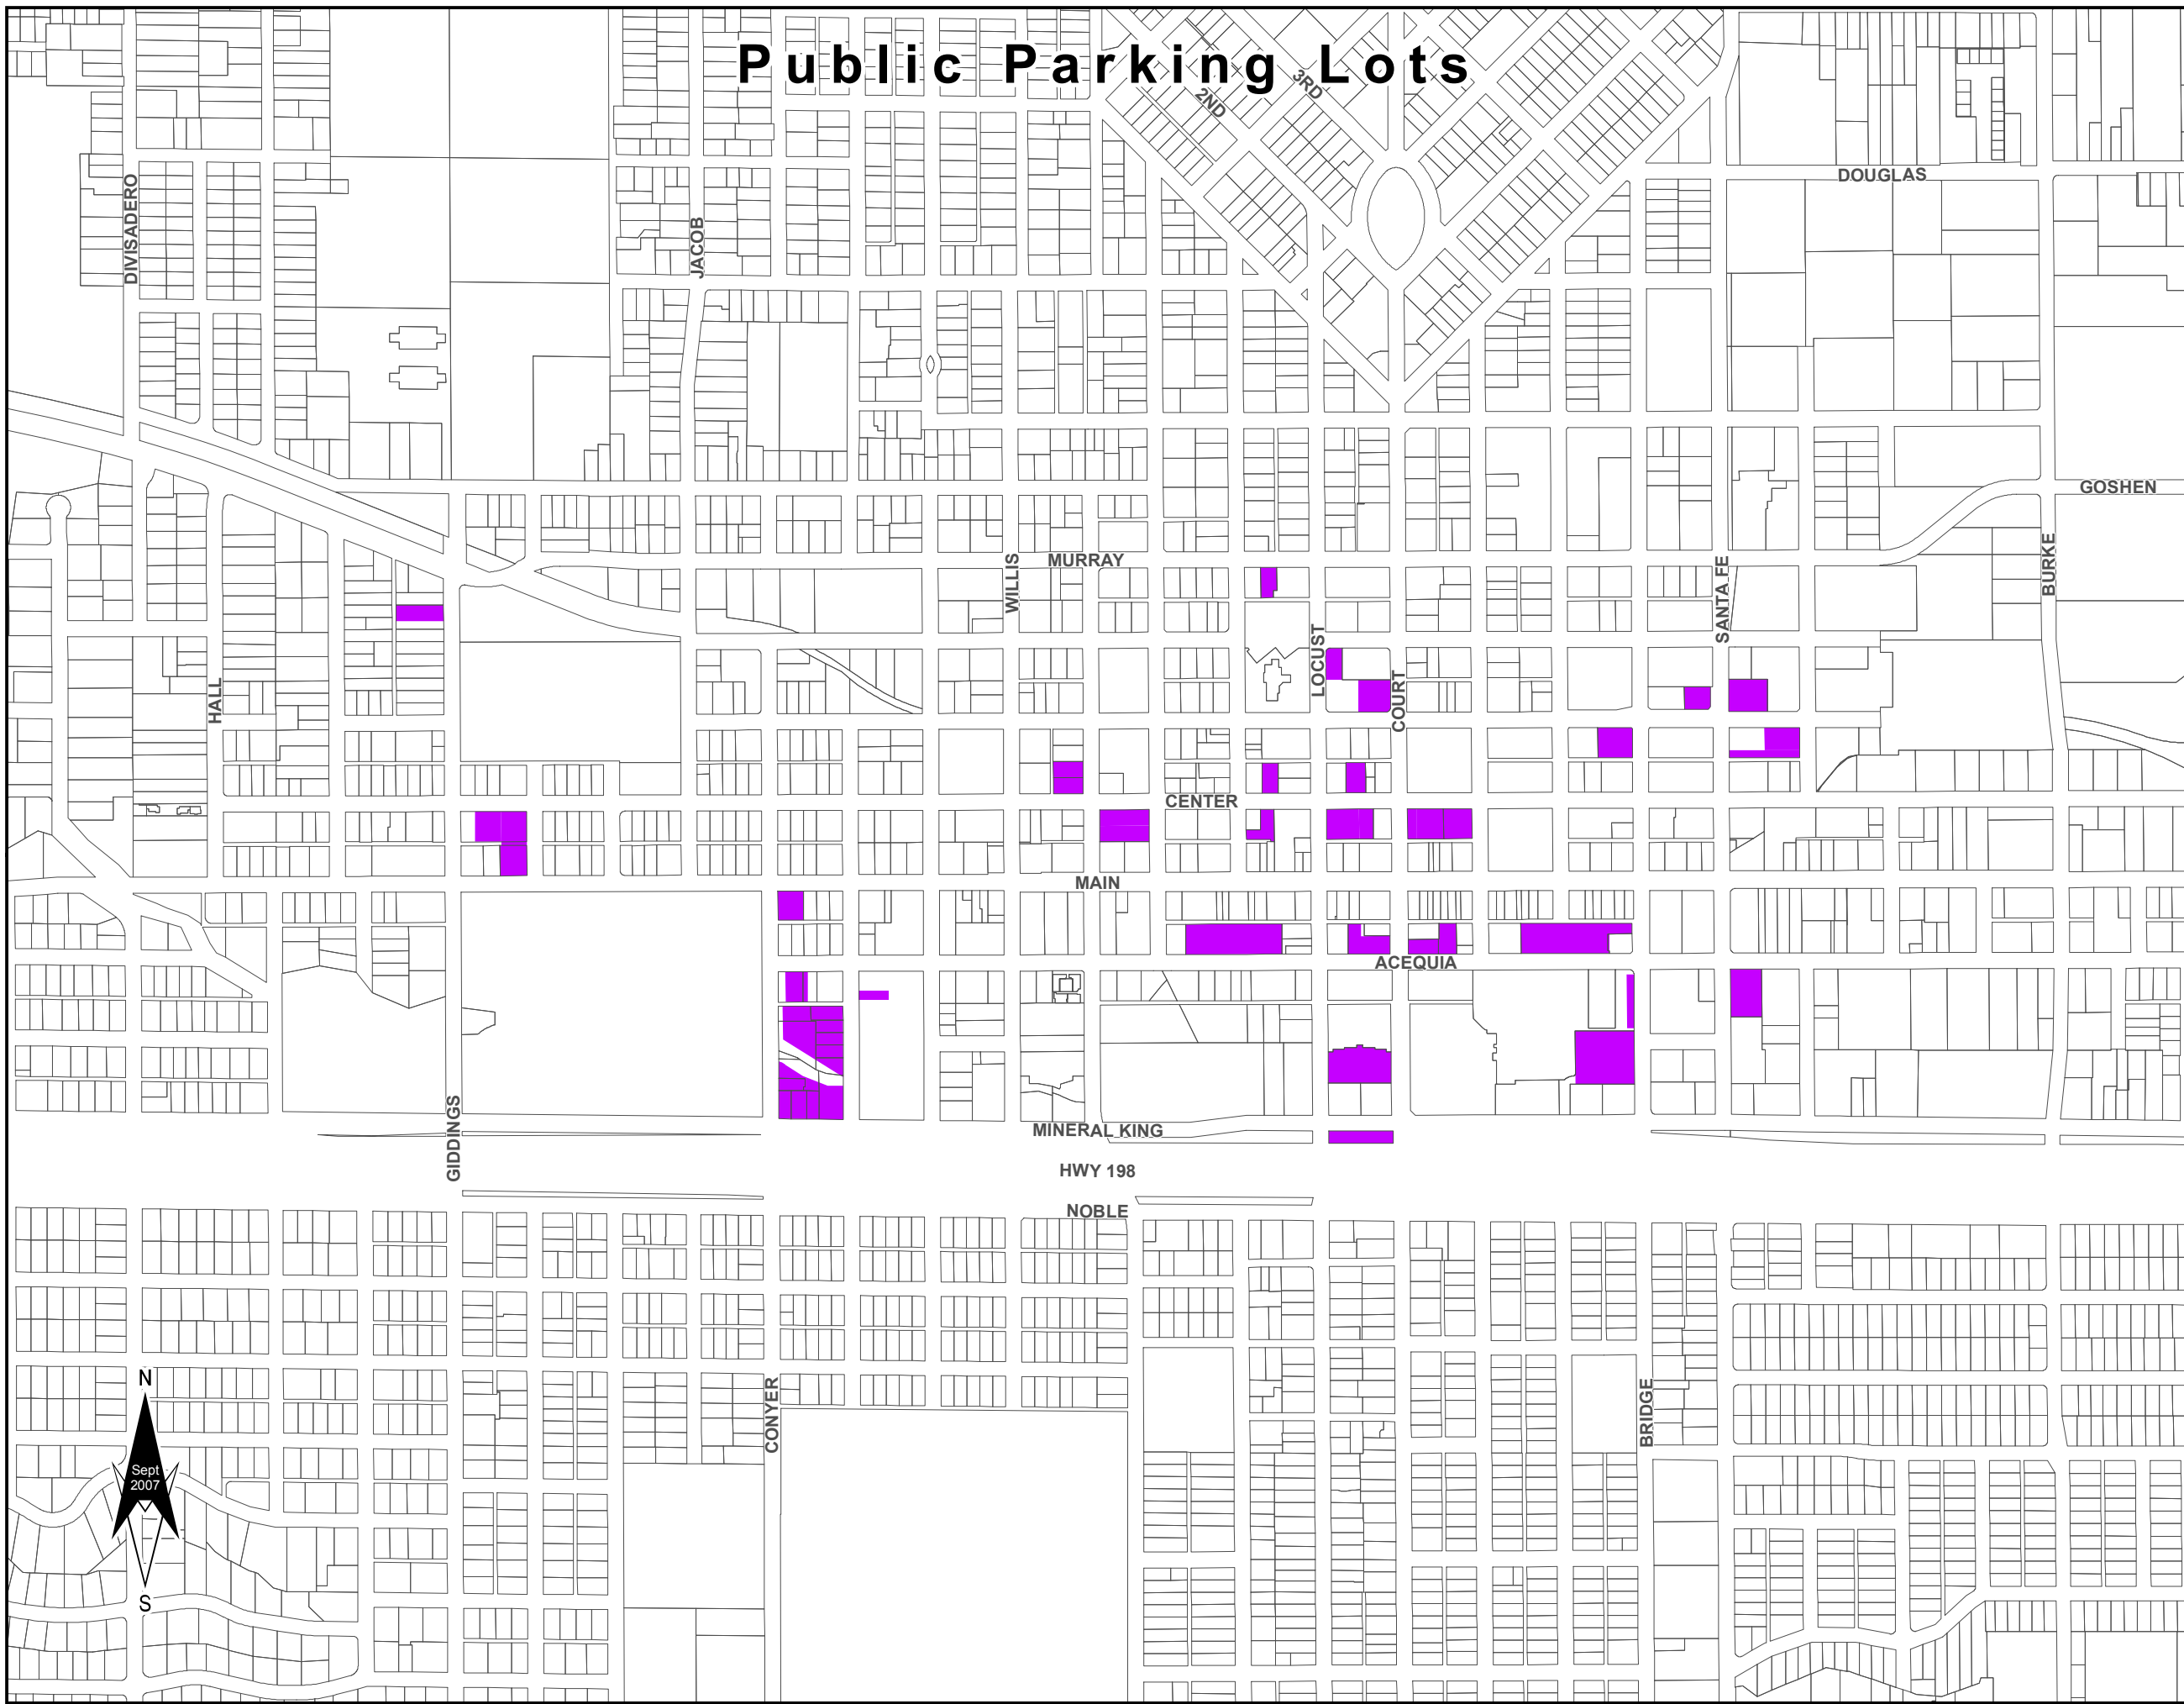 Public Parking Lots
3RD
2ND
DOUGLAS
DIVISADERO
JACOB
GOSHEN
BURKE
MURRAY
WILLIS
SANTA FE
LOCUST
COURT
HALL
CENTER
MAIN
ACEQUIA
GIDDINGS
MINERAL KING
HWY 198
NOBLE
N
CONYER
BRIDGE
Sept
2007
S